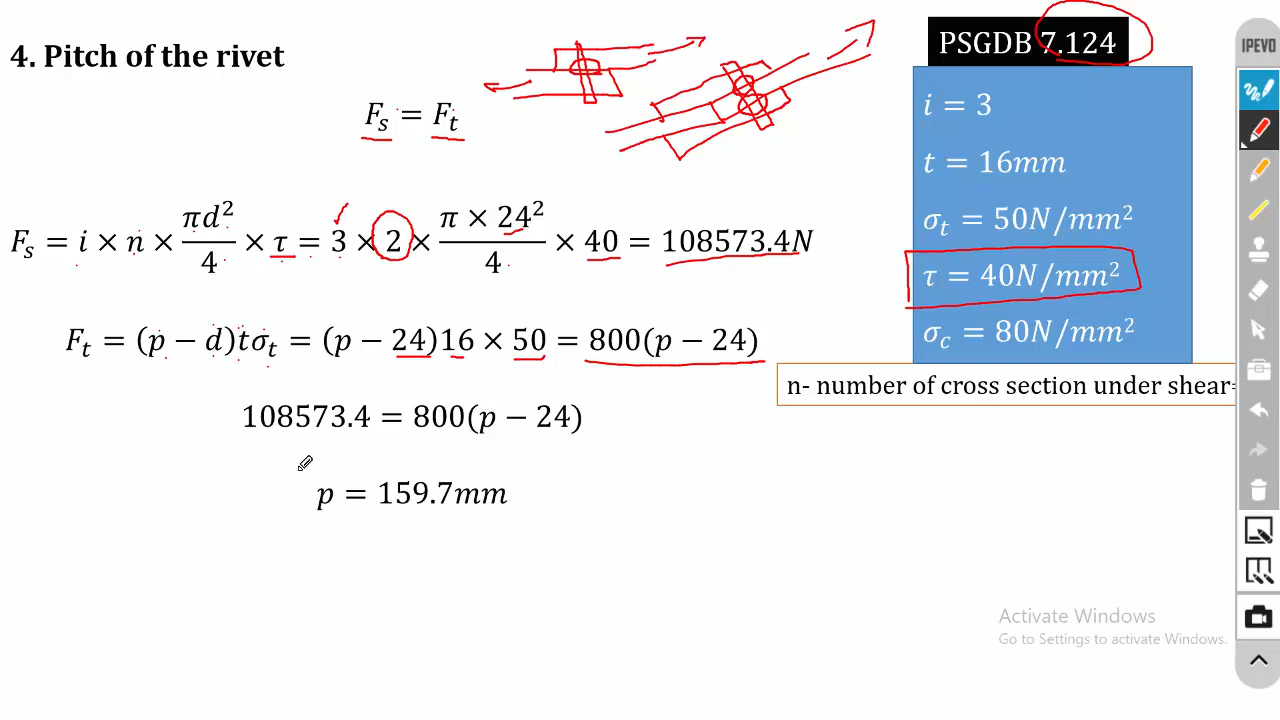 4. Pitch of the rivet
PSGDB 7.124
IPEVO
i = 3
F_s = F_t
t = 16mm
σ_t = 50N/mm²
F_s = i × n × πd²/4 × τ = 3 × 2 × π × 24²/4 × 40 = 108573.4N
τ = 40N/mm²
F_t = (p − d)tσ_t = (p − 24)16 × 50 = 800(p − 24)
σ_c = 80N/mm²
n- number of cross section under shear=
108573.4 = 800(p − 24)
p = 159.7mm
Activate Windows
Go to Settings to activate Windows.